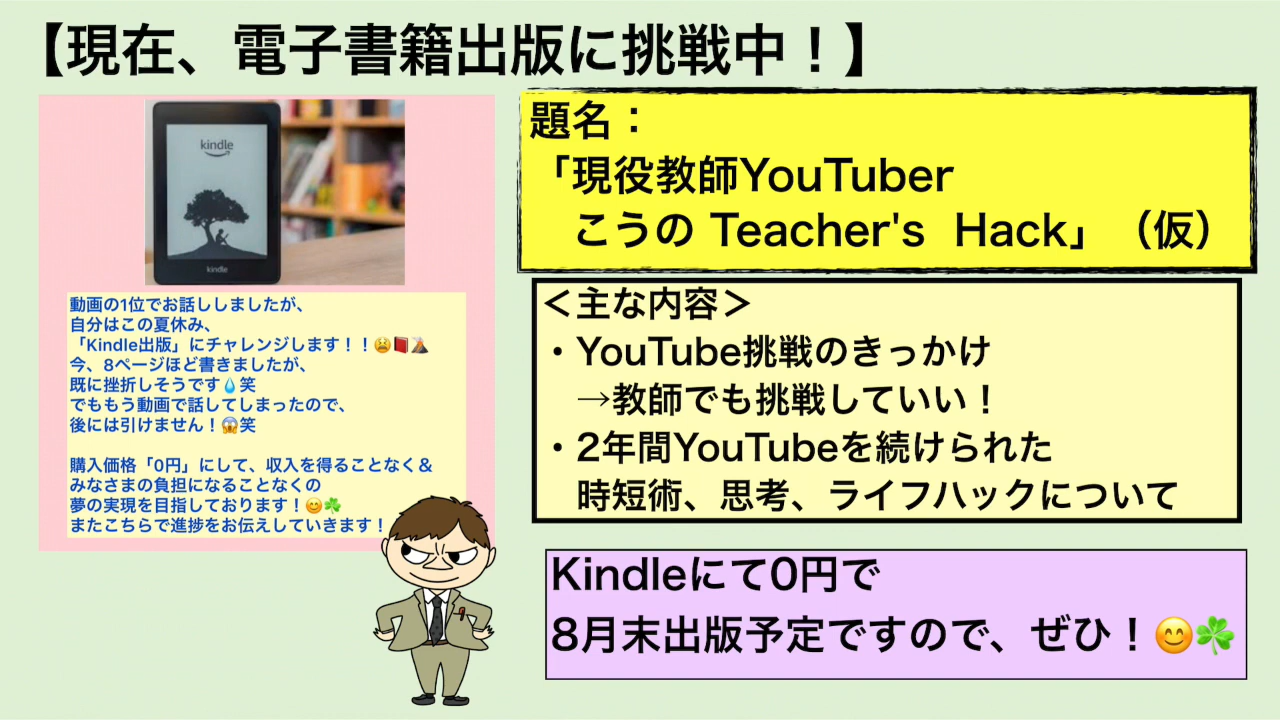 【現在、電子書籍出版に挑戦中！】
kindle
kindle
動画の1位でお話ししましたが、
自分はこの夏休み、
「Kindle出版」にチャレンジします！！😫📕🌋
今、8ページほど書きましたが、
既に挫折しそうです💧笑
でももう動画で話してしまったので、
後には引けません！😱笑
購入価格「0円」にして、収入を得ることなく＆
みなさまの負担になることなくの
夢の実現を目指しております！😊☘️
またこちらで進捗をお伝えしていきます！
題名：
「現役教師YouTuber
こうの Teacher's Hack」（仮）
＜主な内容＞
・YouTube挑戦のきっかけ
→教師でも挑戦していい！
・2年間YouTubeを続けられた
時短術、思考、ライフハックについて
Kindleにて0円で
8月末出版予定ですので、ぜひ！😊☘️